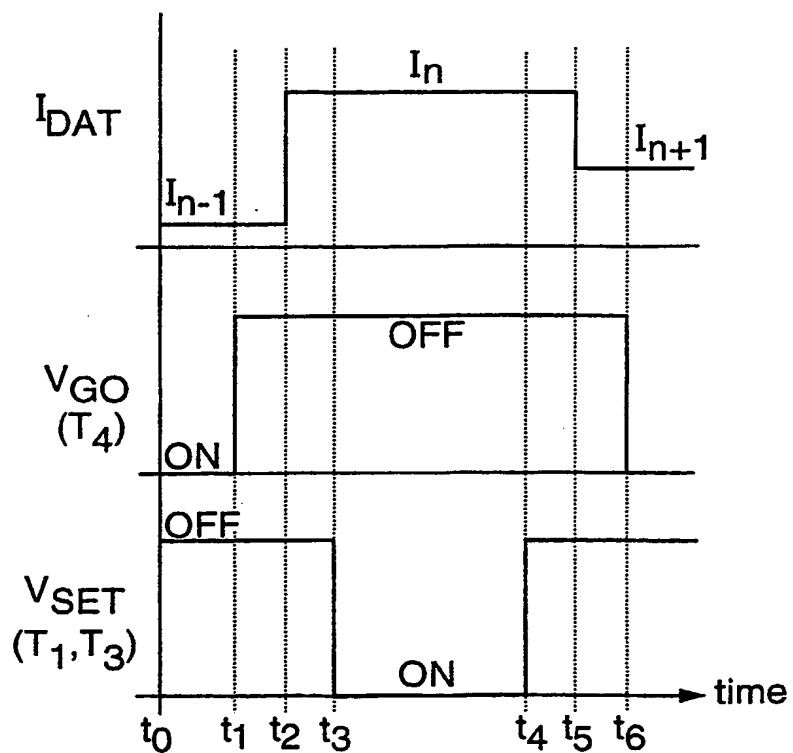 I_DAT
I_n-1
I_n
I_n+1
V_GO
(T_4)
ON
OFF
V_SET
(T_1,T_3)
OFF
ON
time
t_0 t_1 t_2 t_3 t_4 t_5 t_6